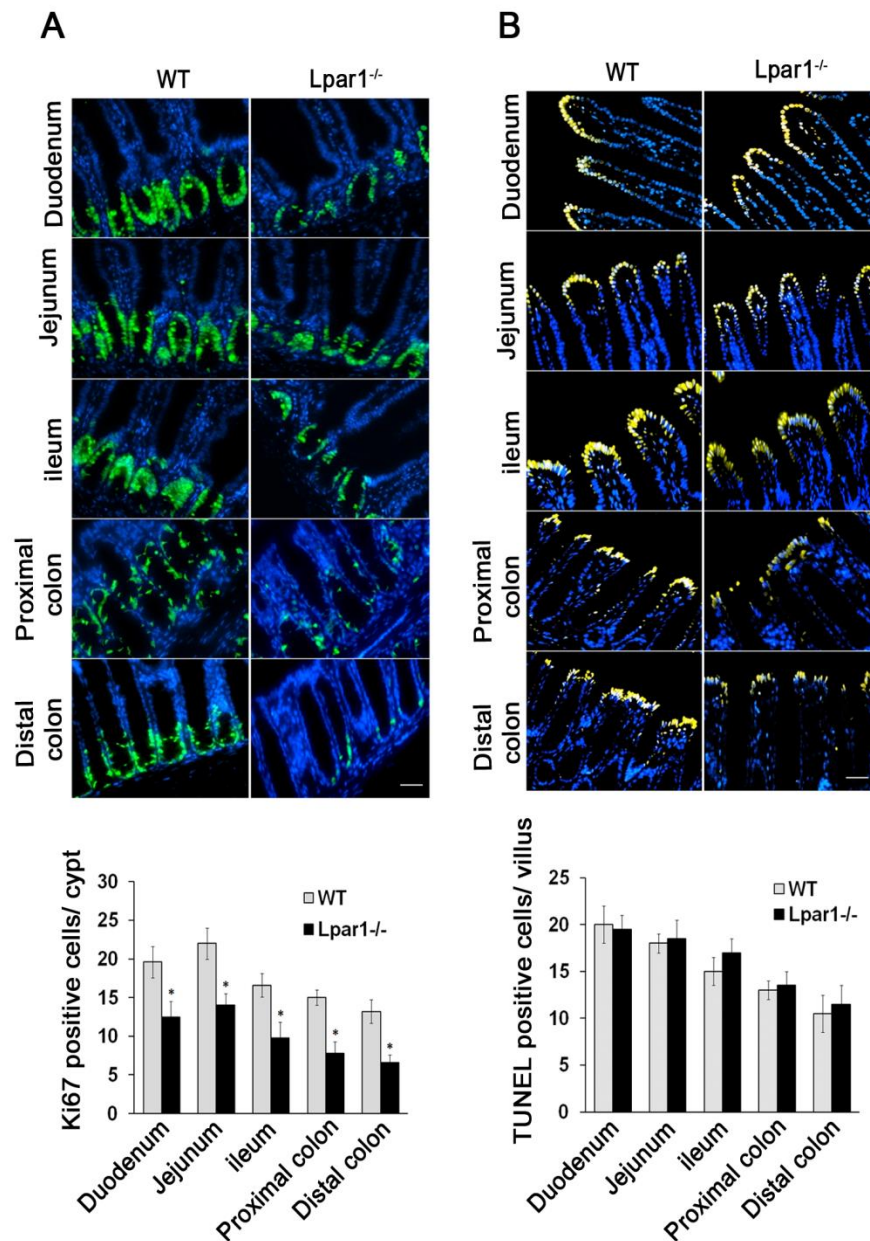 A
WT Lpar1-/-
Duodenum
Jejunum
ileum
Proximal
colon
Distal
colon
Ki67 positive cells/ cypt
30
25
20
15
10
5
0
WT
Lpar1-/-
*
*
*
*
*
Duodenum
Jejunum
ileum
Proximal colon
Distal colon
B
WT Lpar1-/-
Duodenum
Jejunum
ileum
Proximal
colon
Distal
colon
TUNEL positive cells/ villus
25
20
15
10
5
0
WT
Lpar1-/-
Duodenum
Jejunum
ileum
Proximal colon
Distal colon